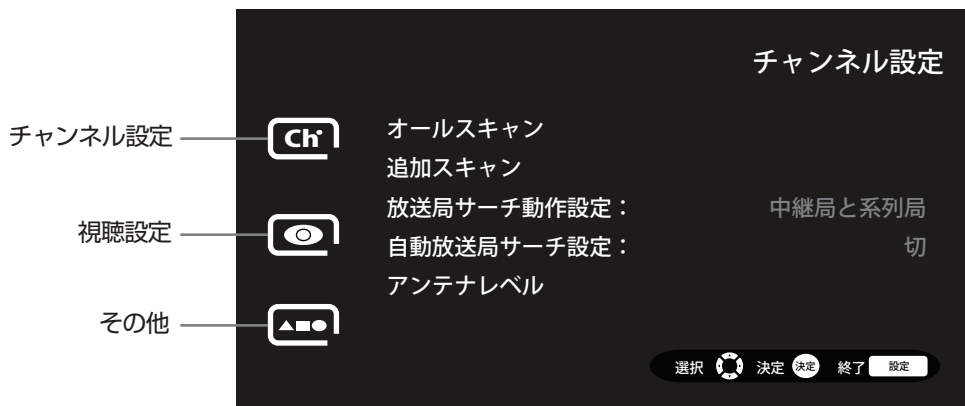 チャンネル設定
チャンネル設定
Ch
オールスキャン
追加スキャン
放送局サーチ動作設定： 中継局と系列局
視聴設定
自動放送局サーチ設定： 切
アンテナレベル
その他
選択 決定 決定 終了 設定